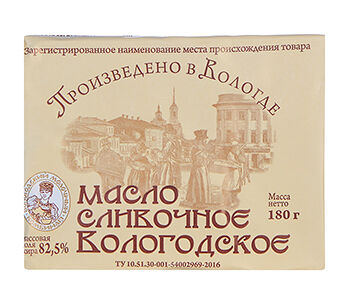 Зарегистрированное наименование места происхождения товара
Произведено в Вологде
Масло
сливочное
Вологодское
Масса
нетто
180 г
массовая
доля
жира 82,5%
ТУ 10.51.30-001-54002969-2016